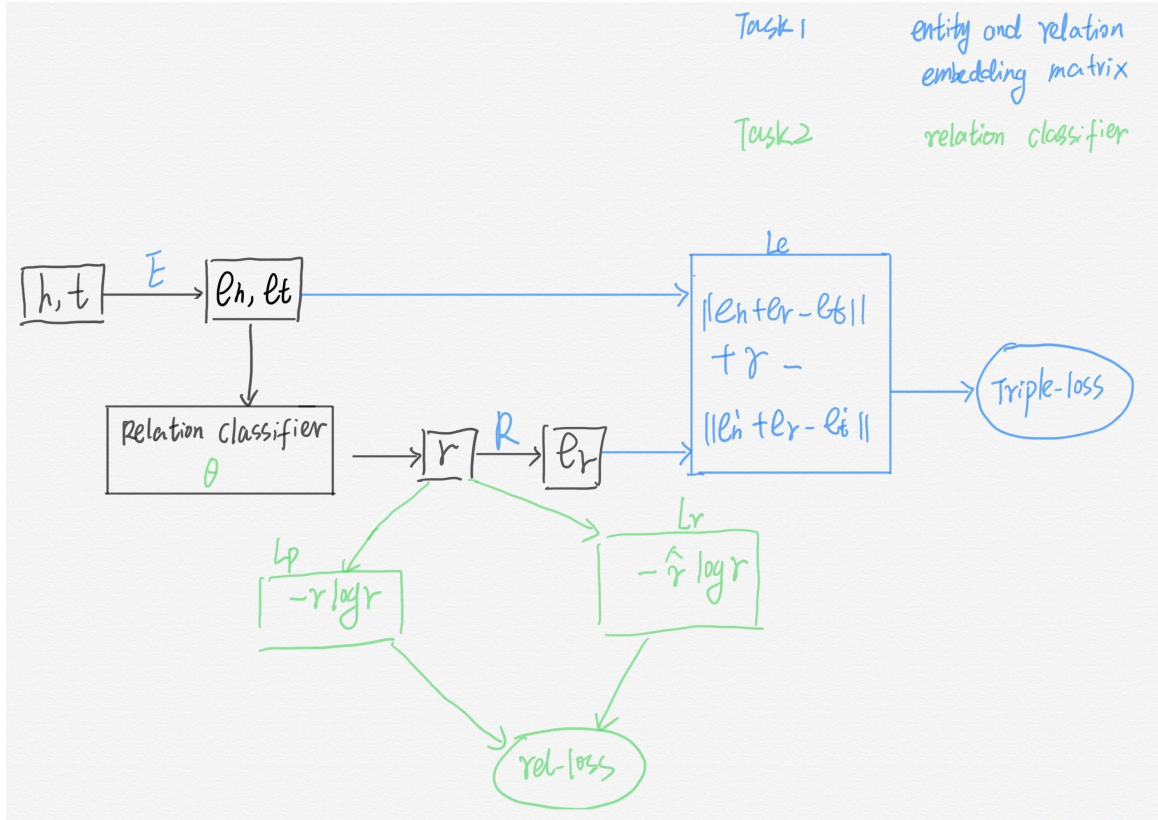 Task1 entity and relation
embedding matrix
Task2 relation classifier
Le
E
h, t
eh, et
||eh+er-et||
+ γ -
||eh'+er-et'||
Triple-loss
Relation classifier
θ
r
R
er
Lp
-r log r
Lr
-r̂ log r
rel-loss